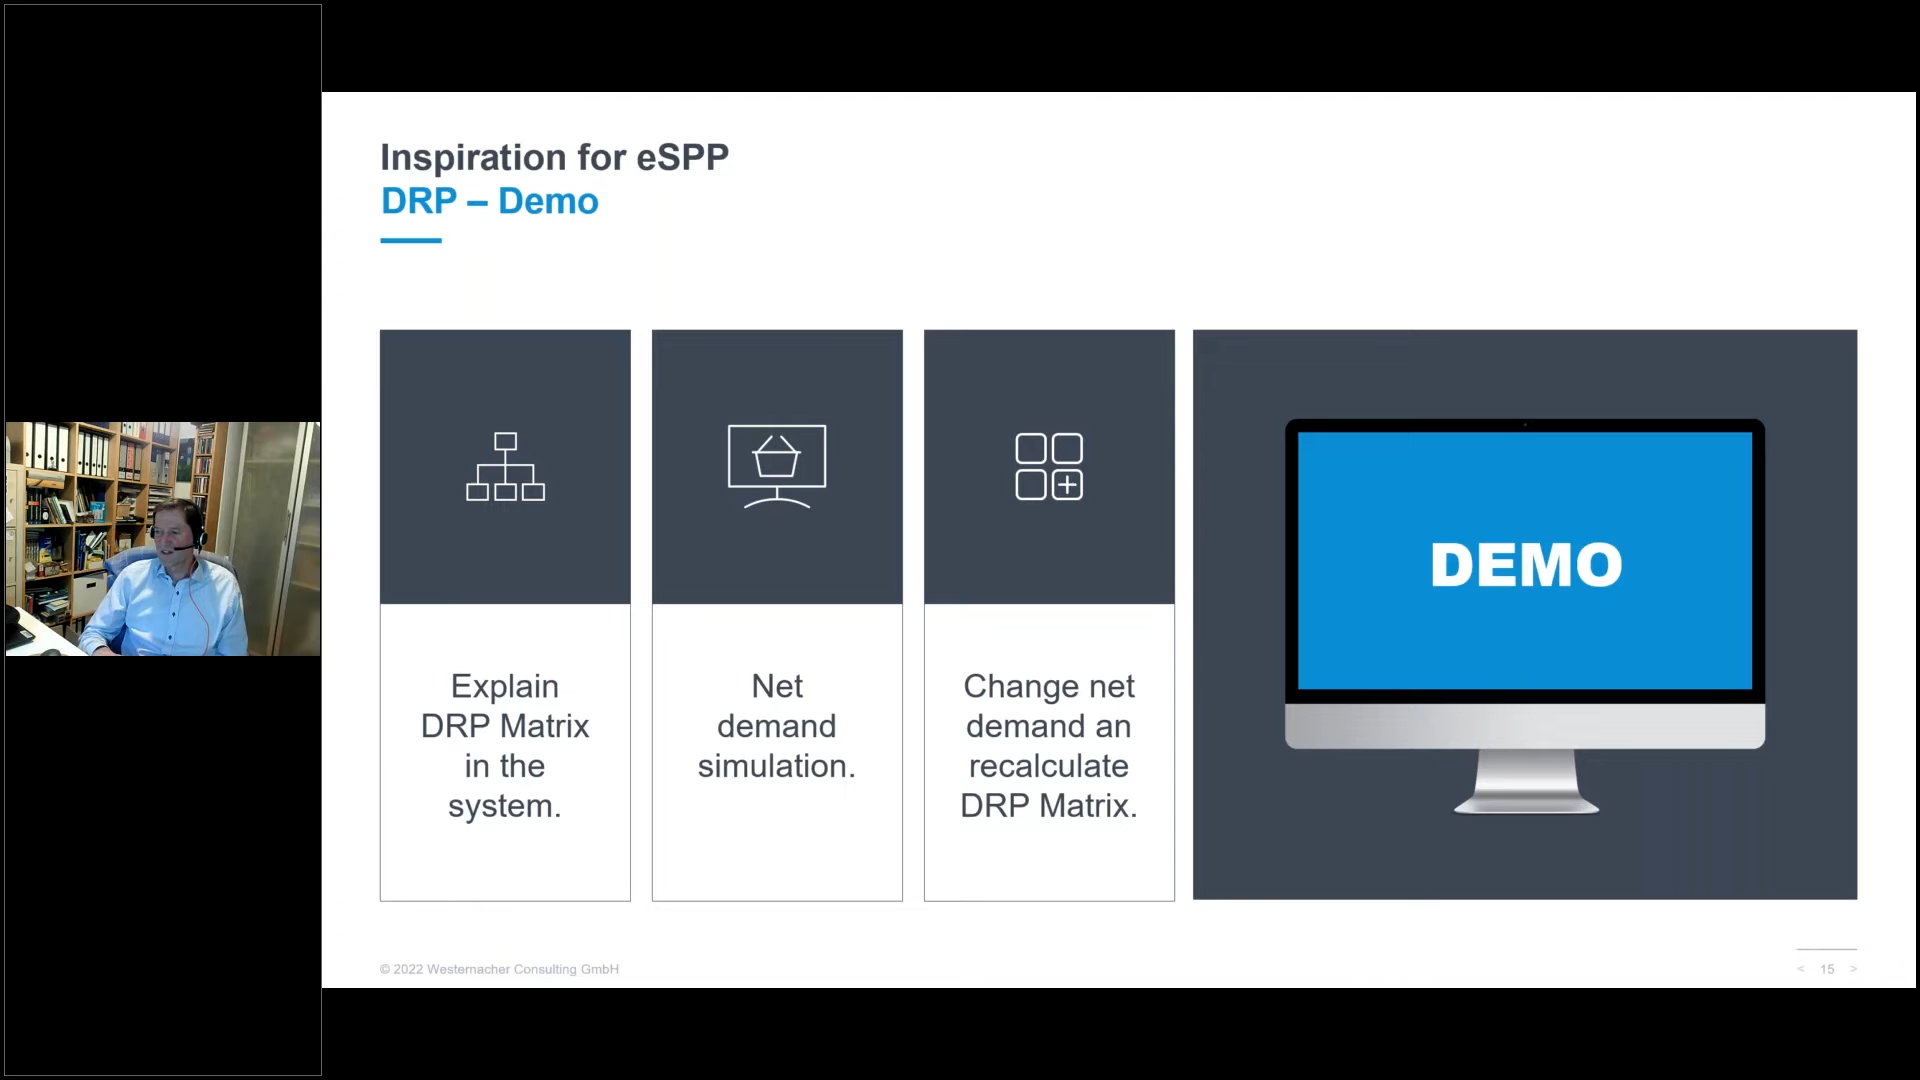 Inspiration for eSPP
DRP – Demo
Explain
DRP Matrix
in the
system.
Net
demand
simulation.
Change net
demand an
recalculate
DRP Matrix.
DEMO
© 2022 Westernacher Consulting GmbH
< 15 >